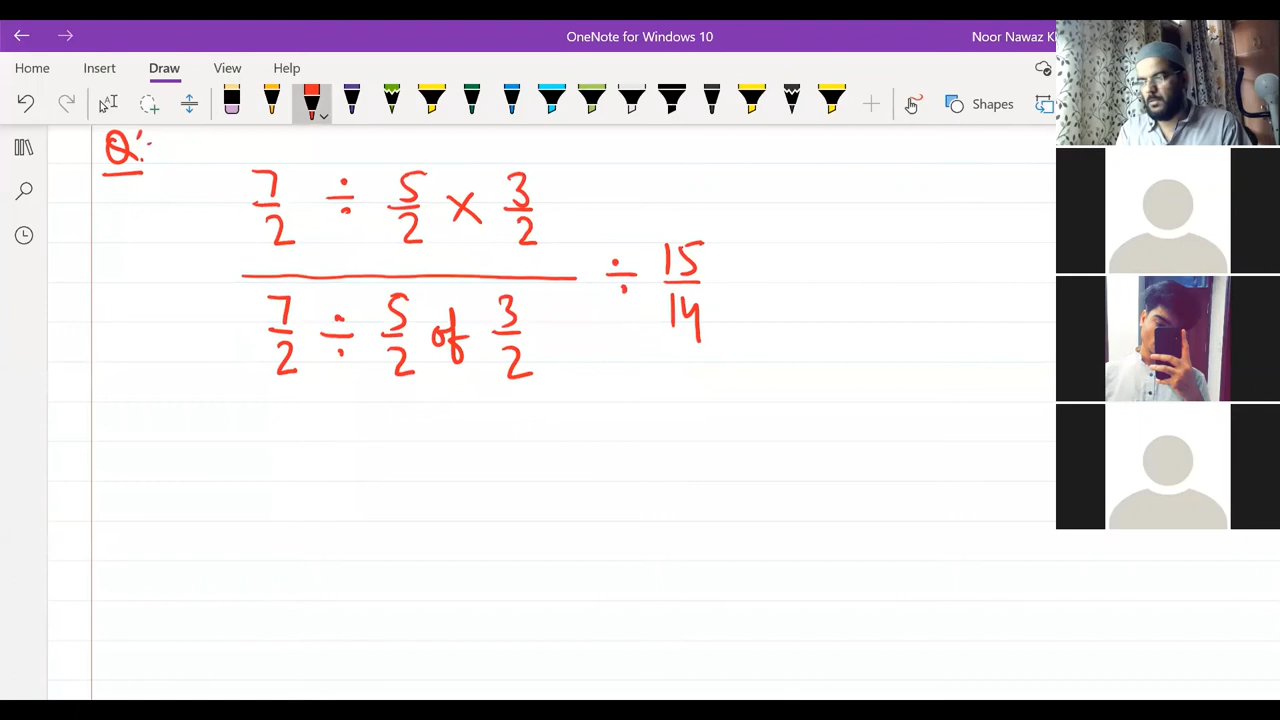 OneNote for Windows 10
Noor Nawaz K
Home Insert Draw View Help
Shapes
Q:
7/2 ÷ 5/2 × 3/2
7/2 ÷ 5/2 of 3/2
÷ 15/14